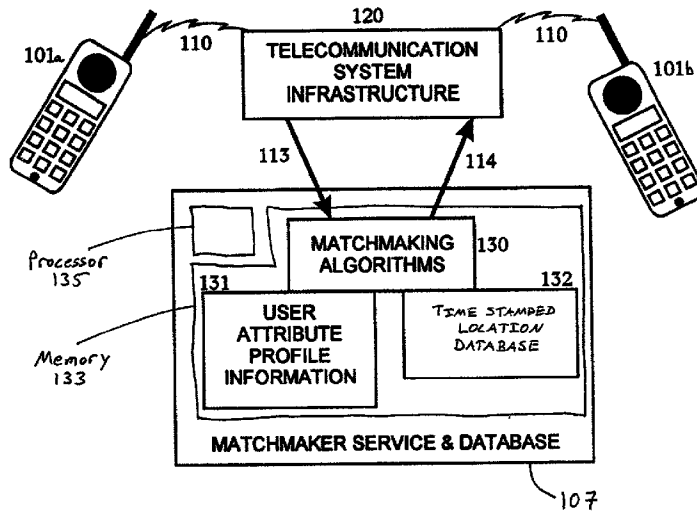 120
110
110
101a
101b
TELECOMMUNICATION
SYSTEM
INFRASTRUCTURE
113
114
Processor
135
MATCHMAKING
ALGORITHMS
130
131
132
USER
ATTRIBUTE
PROFILE
INFORMATION
TIME STAMPED
LOCATION
DATABASE
Memory
133
MATCHMAKER SERVICE & DATABASE
107